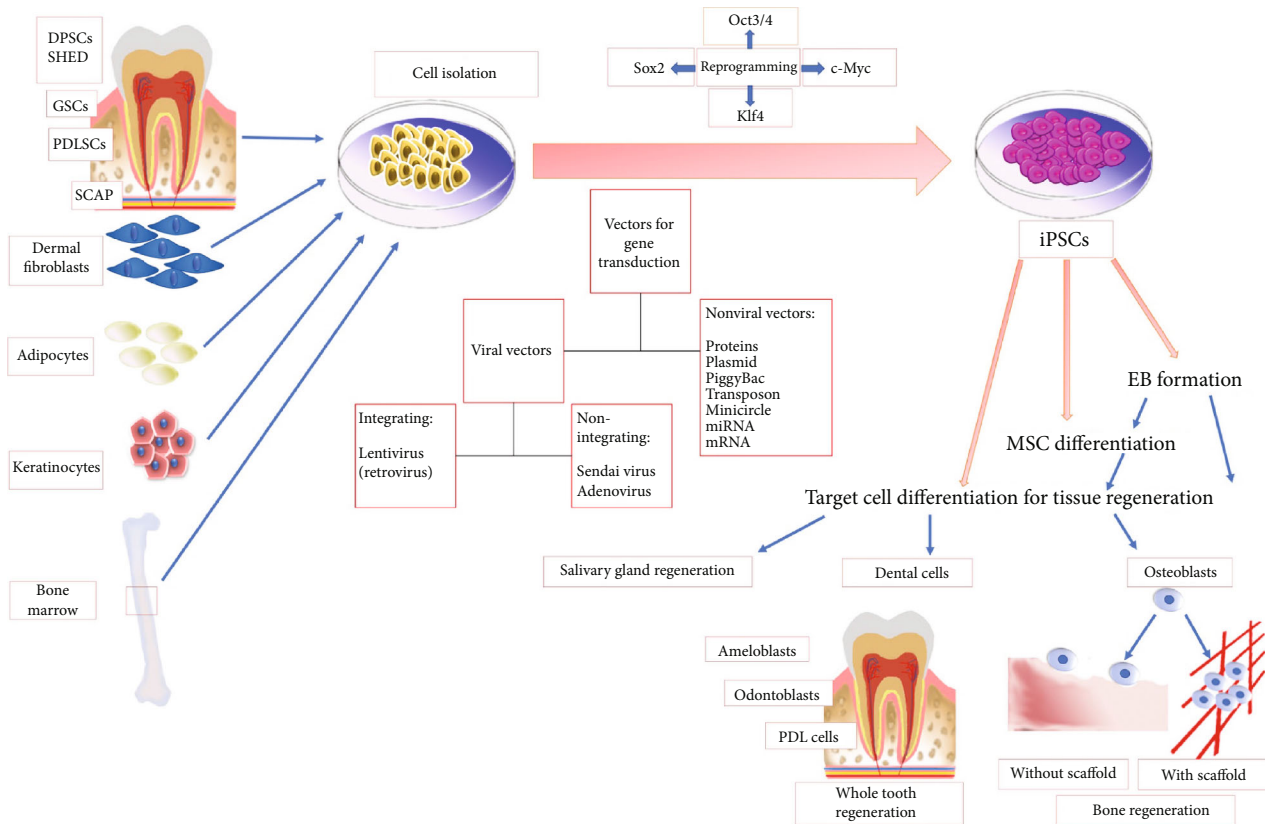 DPSCs
SHED
GSCs
PDLSCs
SCAP
Dermal
fibroblasts
Adipocytes
Keratinocytes
Bone
marrow
Cell isolation
Oct3/4
Sox2
Reprogramming
c-Myc
Klf4
Vectors for
gene
transduction
Viral vectors
Nonviral vectors:
Proteins
Plasmid
PiggyBac
Transposon
Minicircle
miRNA
mRNA
Integrating:
Lentivirus
(retrovirus)
Non-
integrating:
Sendai virus
Adenovirus
iPSCs
EB formation
MSC differentiation
Target cell differentiation for tissue regeneration
Salivary gland regeneration
Dental cells
Osteoblasts
Ameloblasts
Odontoblasts
PDL cells
Whole tooth
regeneration
Without scaffold
With scaffold
Bone regeneration